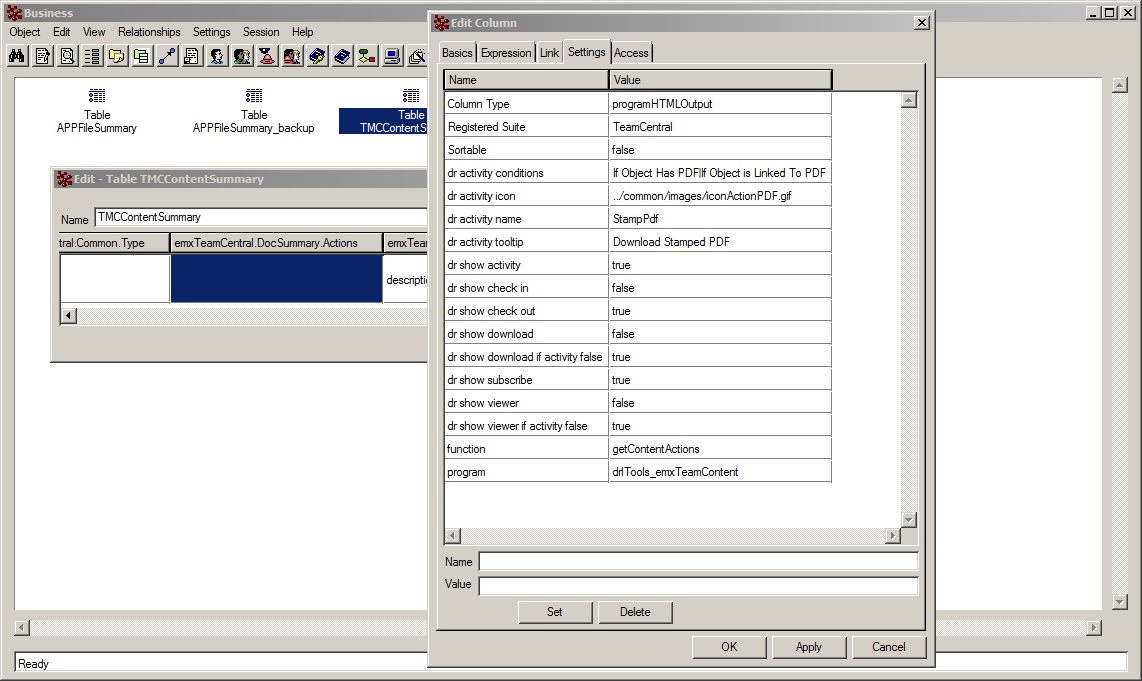 Business
Object Edit View Relationships Settings Session Help
Table
APPFileSummary
Table
APPFileSummary_backup
Table
TMCContentS
Edit - Table TMCContentSummary
Name TMCContentSummary
tral.Common.Type emxTeamCentral.DocSummary.Actions emxTear
descriptic
Ready
Edit Column
Basics Expression Link Settings Access
Name Value
Column Type programHTMLOutput
Registered Suite TeamCentral
Sortable false
dr activity conditions If Object Has PDF|If Object is Linked To PDF
dr activity icon ../common/images/iconActionPDF.gif
dr activity name StampPdf
dr activity tooltip Download Stamped PDF
dr show activity true
dr show check in false
dr show check out true
dr show download false
dr show download if activity false true
dr show subscribe true
dr show viewer false
dr show viewer if activity false true
function getContentActions
program drlTools_emxTeamContent
Name
Value
Set Delete
OK Apply Cancel